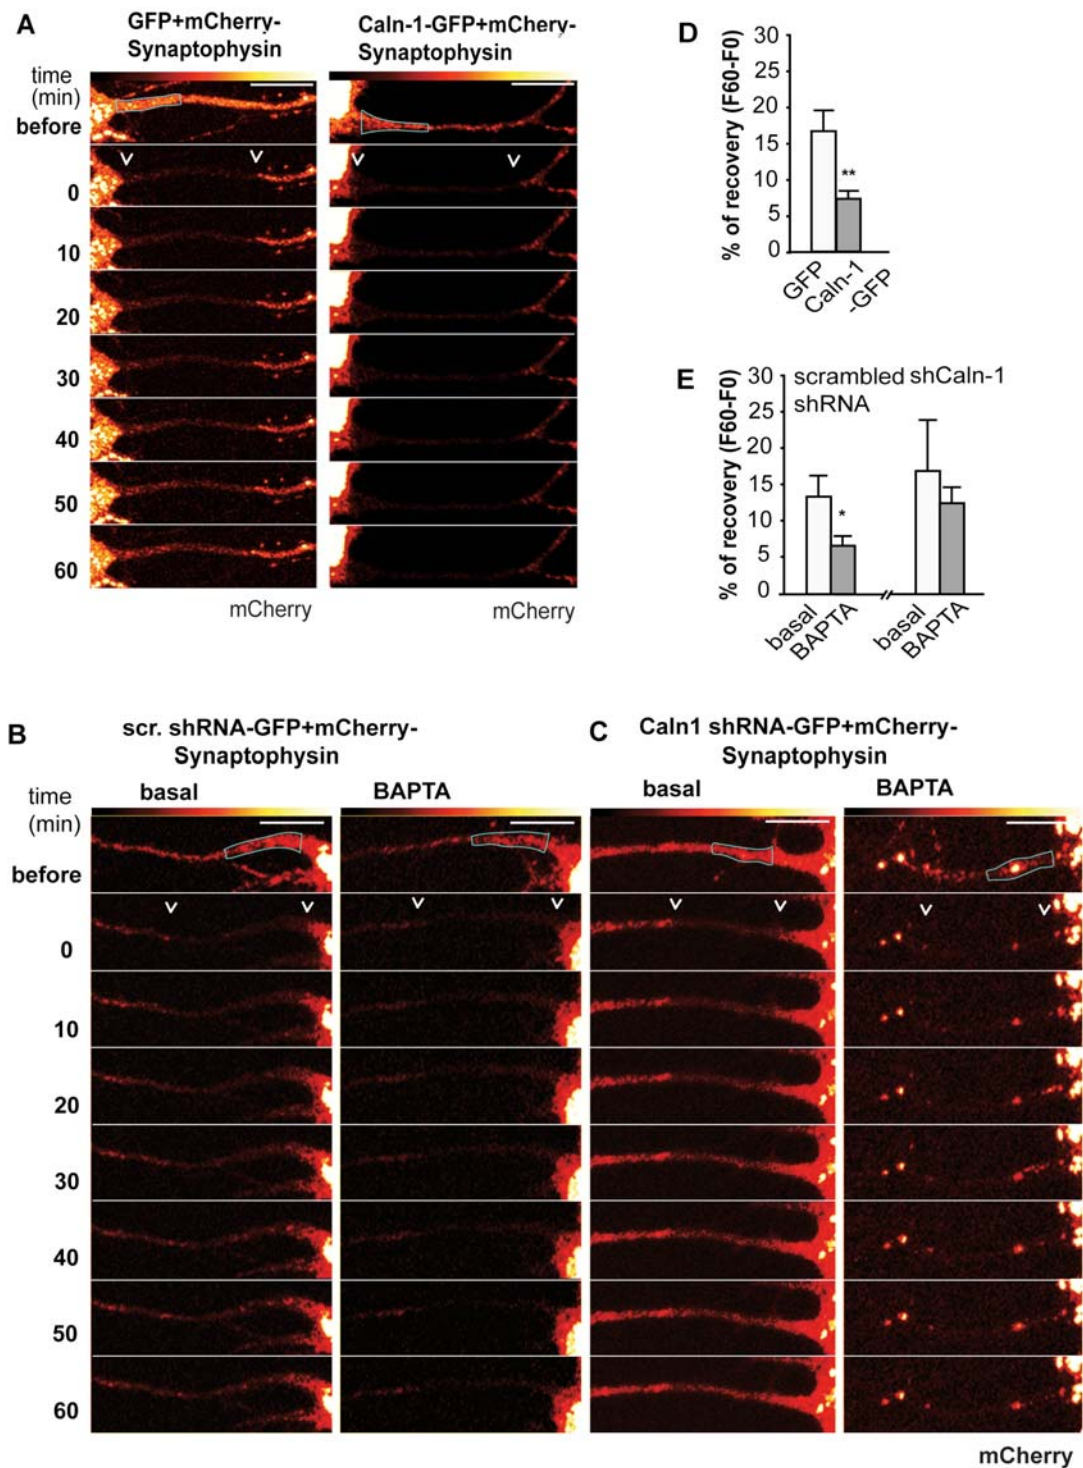 A
GFP+mCherry-
Synaptophysin
Caln-1-GFP+mChery-
Synaptophysin
time
(min)
before
0
10
20
30
40
50
60
mCherry
mCherry
D
% of recovery (F60-F0)
30
25
20
15
10
5
0
**
GFP
Caln-1
-GFP
E
% of recovery (F60-F0)
30
25
20
15
10
5
0
scrambled shCaln-1
shRNA
*
basal
BAPTA
basal
BAPTA
B
scr. shRNA-GFP+mCherry-
Synaptophysin
basal
BAPTA
time
(min)
before
0
10
20
30
40
50
60
C
Caln1 shRNA-GFP+mCherry-
Synaptophysin
basal
BAPTA
mCherry